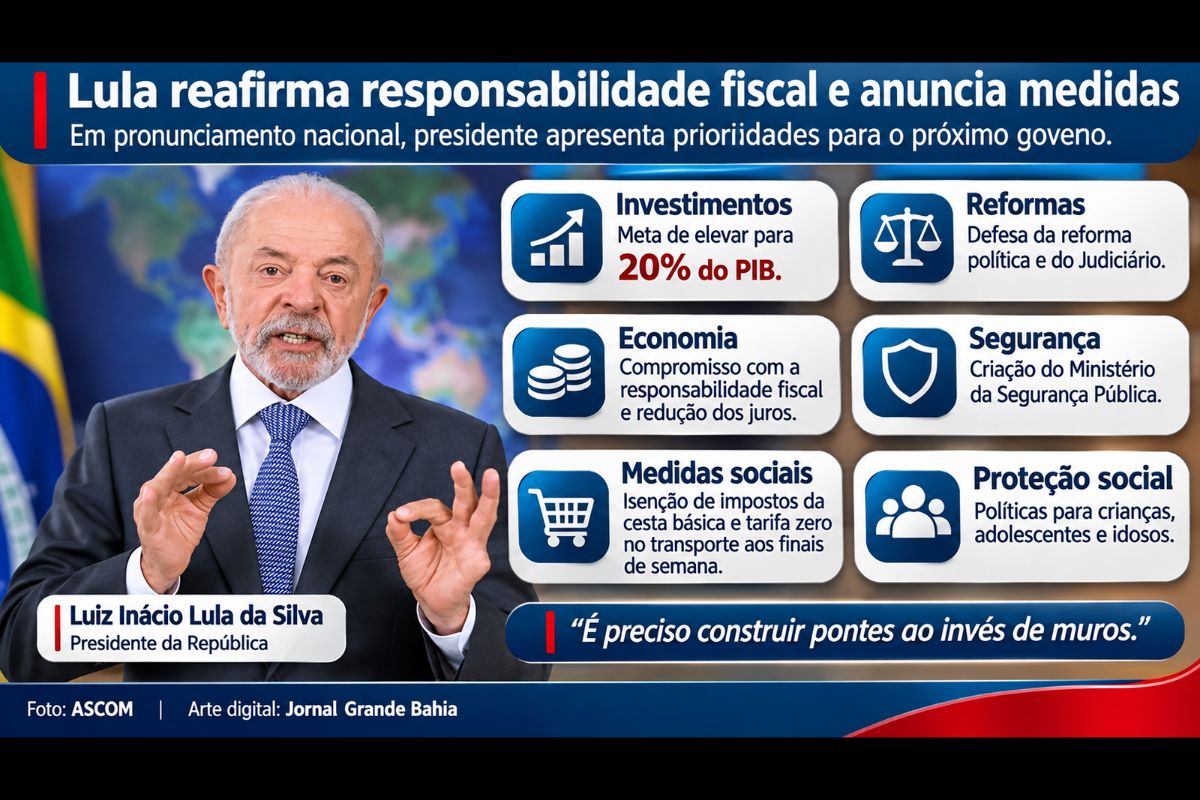 Lula reafirma responsabilidade fiscal e anuncia medidas
Em pronunciamento nacional, presidente apresenta prioriidades para o próximo goveno.
Investimentos
Meta de elevar para
20% do PIB.
Reformas
Defesa da reforma
política e do Judiciário.
Economia
Compromisso com a
responsabilidade fiscal
e redução dos juros.
Segurança
Criação do Ministério
da Segurança Pública.
Medidas sociais
Isenção de impostos da
cesta básica e tarifa zero
no transporte aos finais
de semana.
Proteção social
Políticas para crianças,
adolescentes e idosos.
Luiz Inácio Lula da Silva
Presidente da República
“É preciso construir pontes ao invés de muros.”
Foto: ASCOM | Arte digital: Jornal Grande Bahia